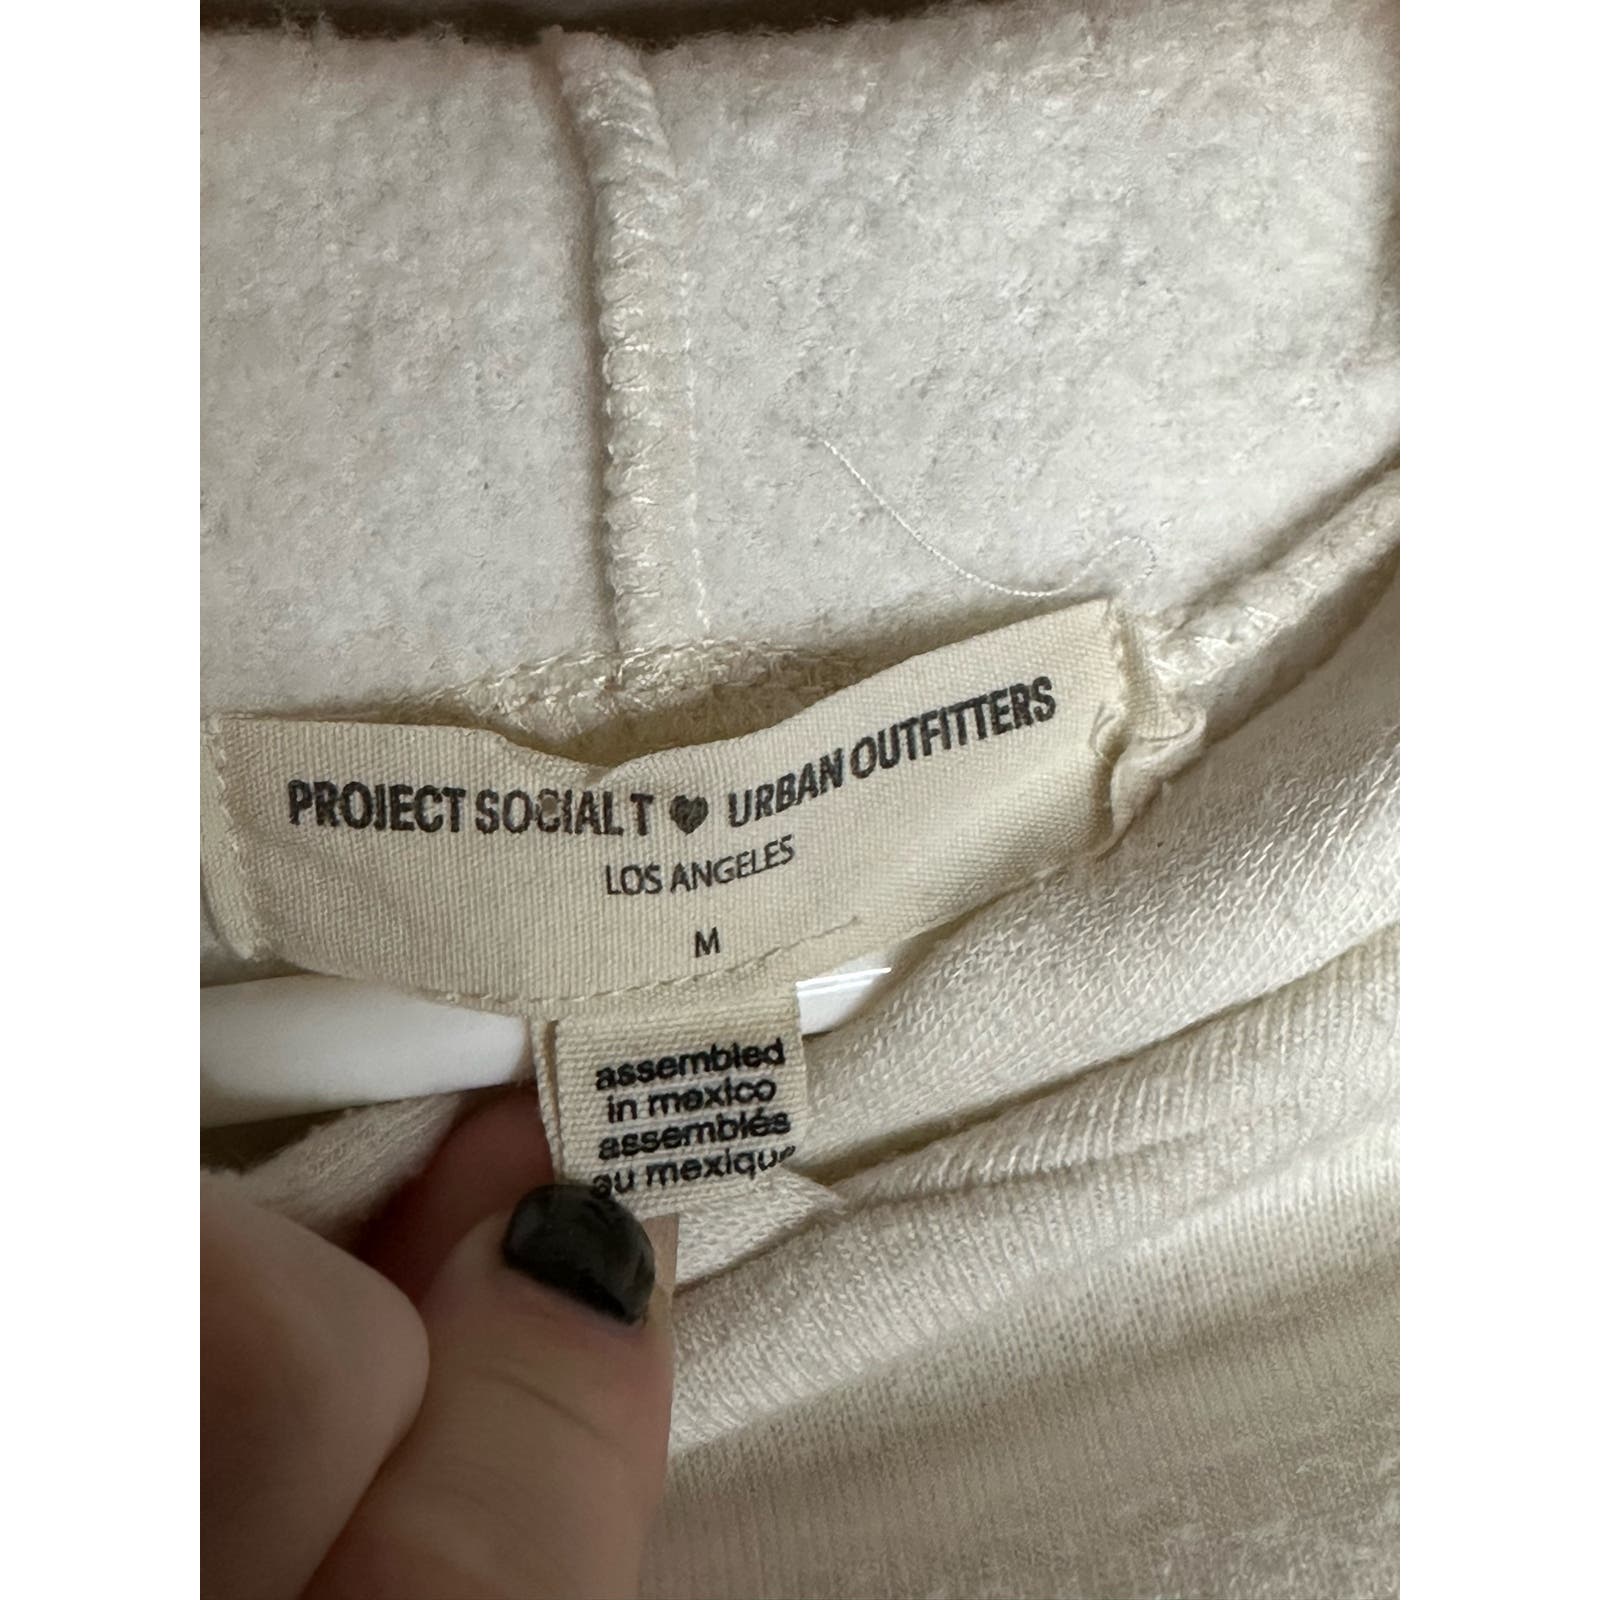 PROJECT SOCIAL T ♥ URBAN OUTFITTERS
LOS ANGELES
M
assembled
in mexico
assemblés
au mexique